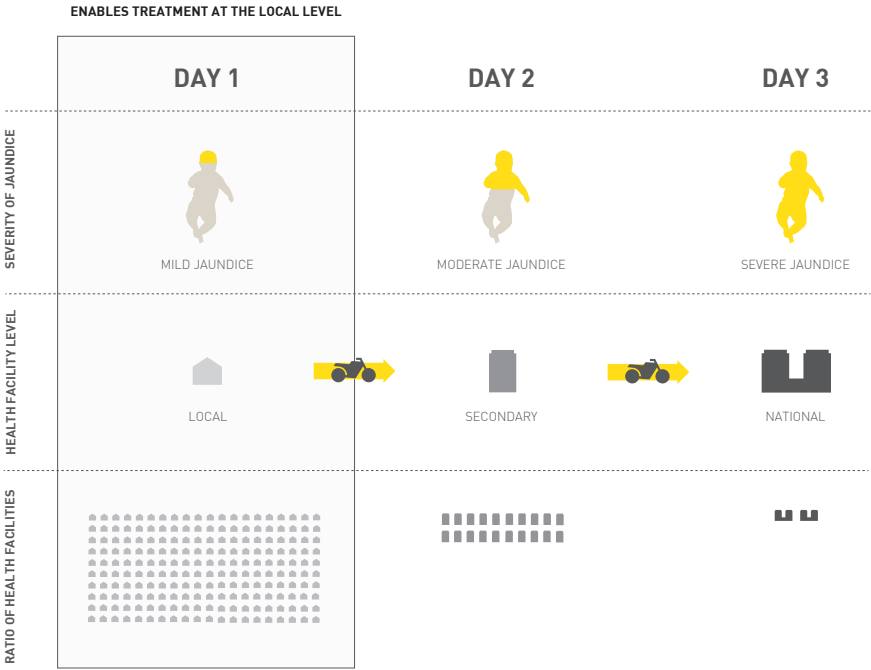 ENABLES TREATMENT AT THE LOCAL LEVEL
DAY 1
DAY 2
DAY 3
SEVERITY OF JAUNDICE
MILD JAUNDICE
MODERATE JAUNDICE
SEVERE JAUNDICE
HEALTH FACILITY LEVEL
LOCAL
SECONDARY
NATIONAL
RATIO OF HEALTH FACILITIES